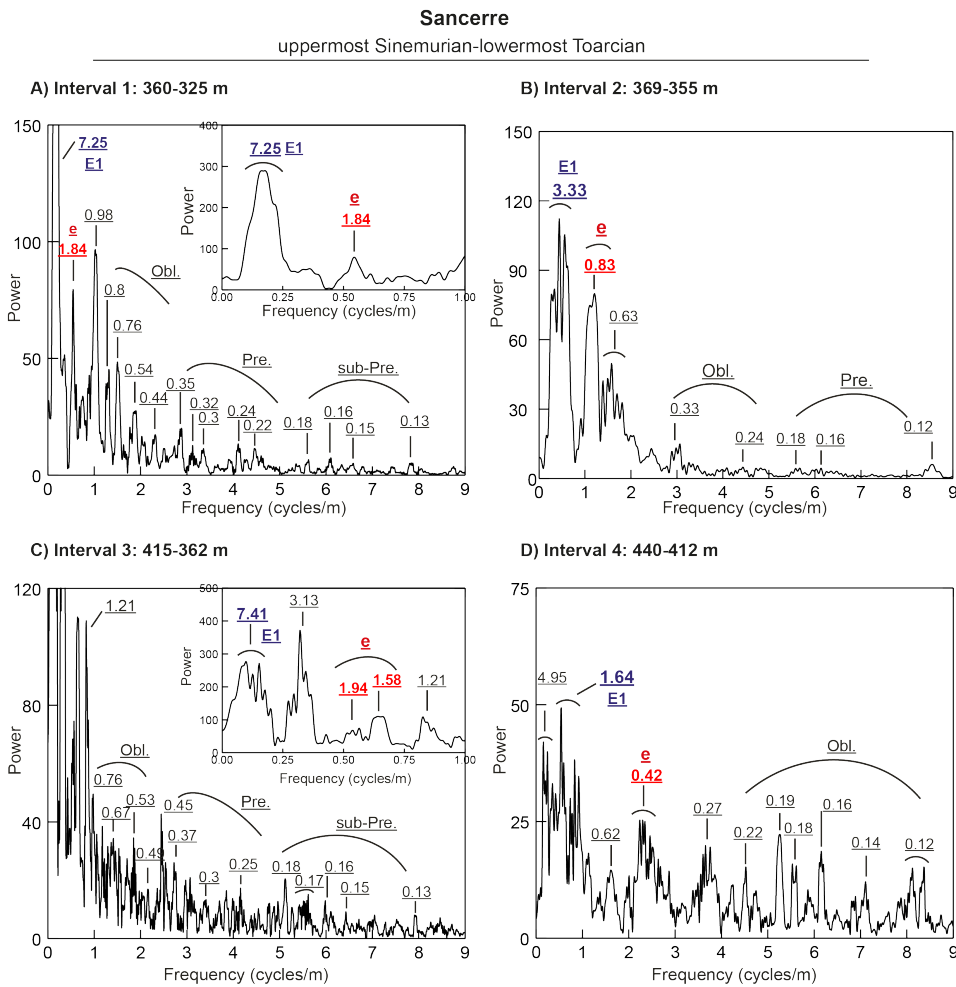 Sancerre
uppermost Sinemurian-lowermost Toarcian
A) Interval 1: 360-325 m
150
100
50
0
Power
0 1 2 3 4 5 6 7 8 9
Frequency (cycles/m)
7.25
E1
e
1.84
0.98
0.8
0.76
Obl.
0.54
0.44
0.35
0.32
0.3
Pre.
0.24
0.22
sub-Pre.
0.18
0.16
0.15
0.13
400
300
200
100
0
Power
7.25 E1
e
1.84
0.00 0.25 0.50 0.75 1.00
Frequency (cycles/m)
B) Interval 2: 369-355 m
150
120
90
60
30
0
Power
E1
3.33
e
0.83
0.63
Obl.
0.33
0.24
Pre.
0.18
0.16
0.12
0 1 2 3 4 5 6 7 8 9
Frequency (cycles/m)
C) Interval 3: 415-362 m
120
80
40
0
Power
1.21
Obl.
0.76
0.67
0.53
0.49
0.45
0.37
Pre.
0.3
0.25
sub-Pre.
0.18
0.17
0.16
0.15
0.13
0 1 2 3 4 5 6 7 8 9
Frequency (cycles/m)
500
400
300
200
100
0
Power
7.41
E1
3.13
e
1.94
1.58
1.21
0.00 0.25 0.50 0.75 1.00
Frequency (cycles/m)
D) Interval 4: 440-412 m
75
50
25
0
Power
4.95
1.64
E1
e
0.42
0.62
0.27
Obl.
0.22
0.19
0.18
0.16
0.14
0.12
0 1 2 3 4 5 6 7 8 9
Frequency (cycles/m)